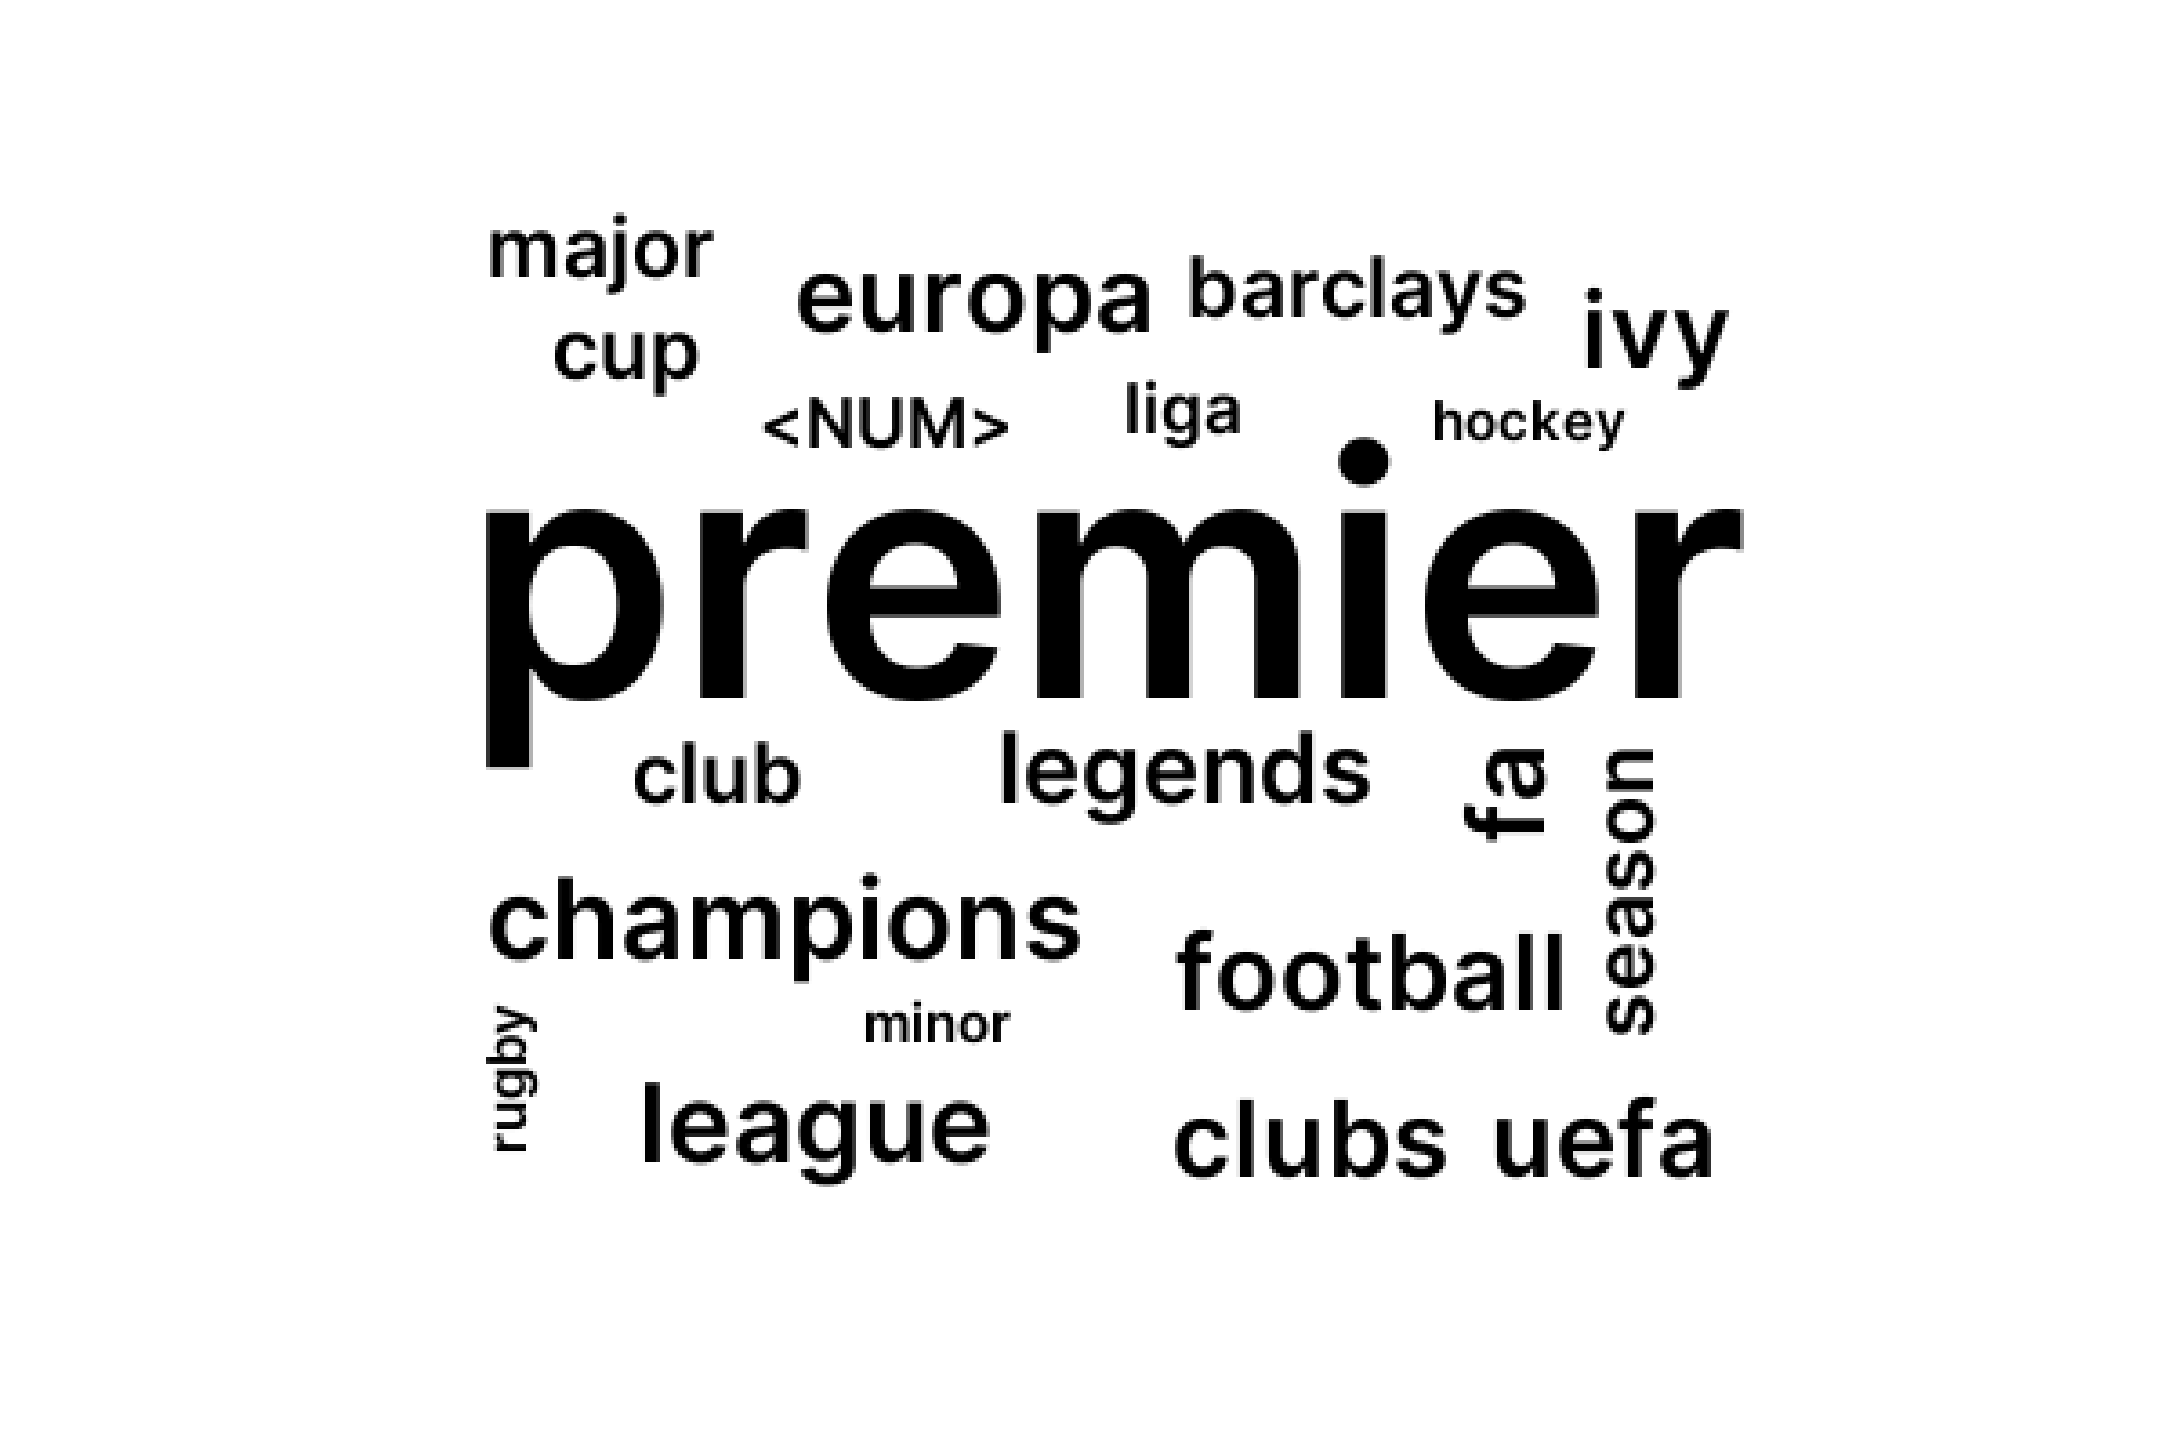 major
europa barclays ivy
cup
<NUM> liga hockey
premier
club legends fa season
champions
football
rugby minor
league clubs uefa